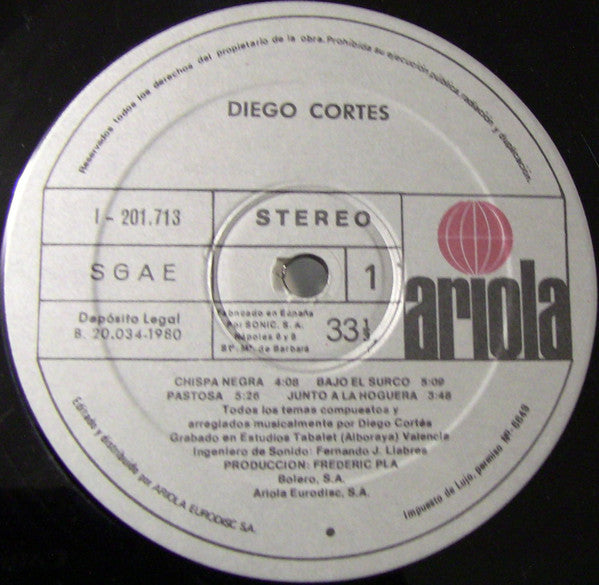 Reservados todos los derechos del propietario de la obra. Prohibida su ejecución pública, radiación y duplicación.
DIEGO CORTES
I - 201.713
STEREO
SGAE
1
ariola
Depósito Legal
B. 20.034-1980
Fabricado en España
Por SONIC, S. A.
Nápoles 6 y 8
Stª Mª de Barbará
33 1/3
CHISPA NEGRA 4:08 BAJO EL SURCO 5:09
PASTOSA 5:26 JUNTO A LA HOGUERA 3:48
Todos los temas compuestos y
arreglados musicalmente por Diego Cortés
Grabado en Estudios Tabalet (Alboraya) Valencia
Ingeniero de Sonido: Fernando J. Llabres
PRODUCCION: FREDERIC PLA
Bolero, S.A.
Ariola Eurodisc, S.A.
Editado y distribuido por ARIOLA EURODISC S.A.
Impuesto de Lujo, permiso Nº. 6649